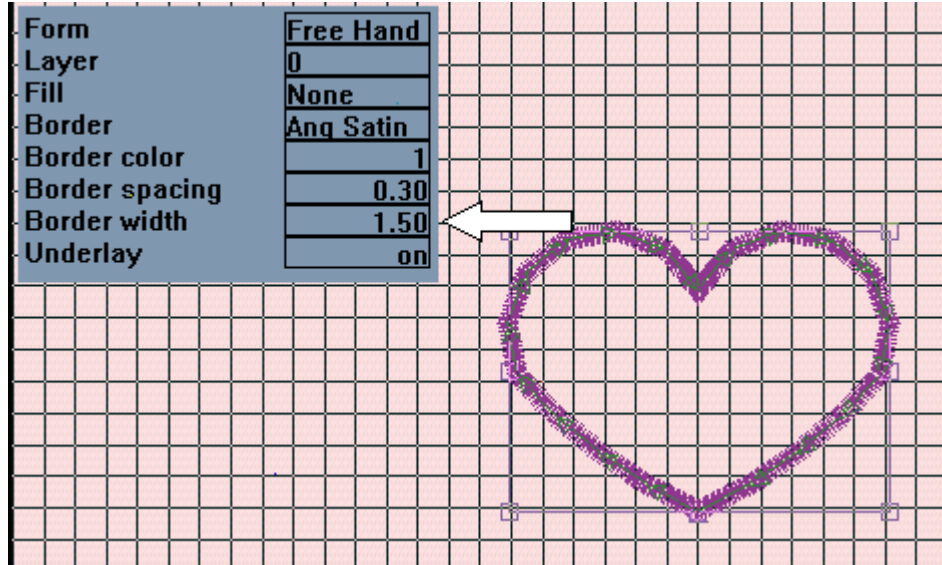 Form Free Hand
Layer 0
Fill None
Border Ang Satin
Border color 1
Border spacing 0.30
Border width 1.50
Underlay on